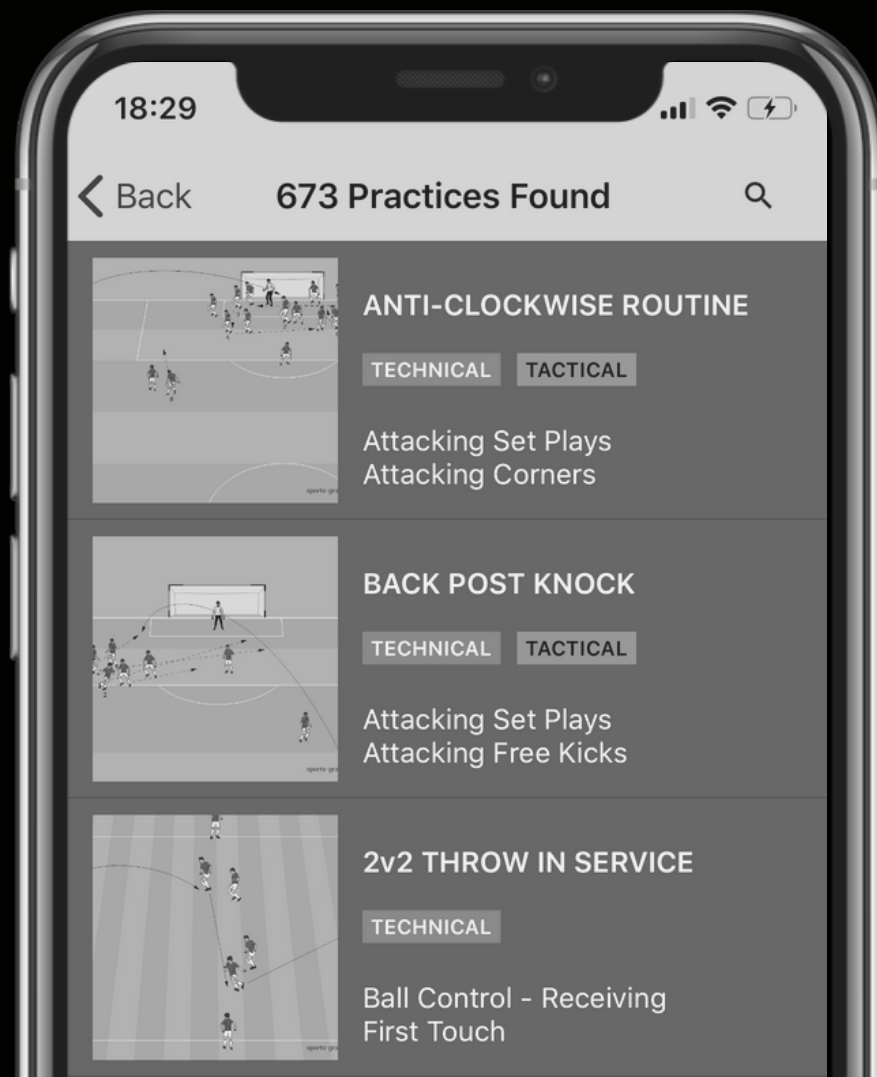 18:29
Back
673 Practices Found
ANTI-CLOCKWISE ROUTINE
TECHNICAL
TACTICAL
Attacking Set Plays
Attacking Corners
BACK POST KNOCK
TECHNICAL
TACTICAL
Attacking Set Plays
Attacking Free Kicks
2v2 THROW IN SERVICE
TECHNICAL
Ball Control - Receiving
First Touch